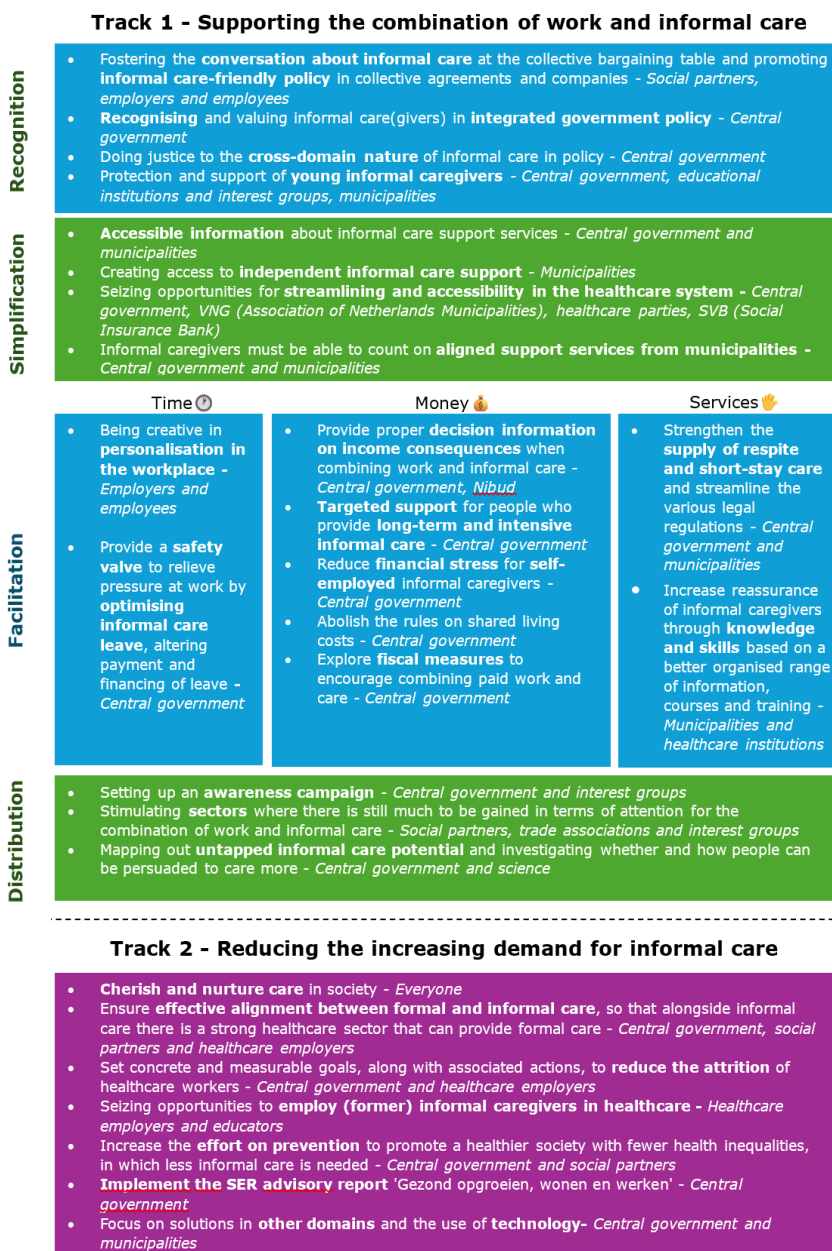 Track 1 - Supporting the combination of work and informal care
Recognition
• Fostering the conversation about informal care at the collective bargaining table and promoting
informal care-friendly policy in collective agreements and companies - Social partners,
employers and employees
• Recognising and valuing informal care(givers) in integrated government policy - Central
government
• Doing justice to the cross-domain nature of informal care in policy - Central government
• Protection and support of young informal caregivers - Central government, educational
institutions and interest groups, municipalities
Simplification
• Accessible information about informal care support services - Central government and
municipalities
• Creating access to independent informal care support - Municipalities
• Seizing opportunities for streamlining and accessibility in the healthcare system - Central
government, VNG (Association of Netherlands Municipalities), healthcare parties, SVB (Social
Insurance Bank)
• Informal caregivers must be able to count on aligned support services from municipalities -
Central government and municipalities
Facilitation
Time
• Being creative in
personalisation in
the workplace -
Employers and
employees
• Provide a safety
valve to relieve
pressure at work by
optimising
informal care
leave, altering
payment and
financing of leave -
Central government
Money
• Provide proper decision information
on income consequences when
combining work and informal care -
Central government, Nibud
• Targeted support for people who
provide long-term and intensive
informal care - Central government
• Reduce financial stress for self-
employed informal caregivers -
Central government
• Abolish the rules on shared living
costs - Central government
• Explore fiscal measures to
encourage combining paid work and
care - Central government
Services
• Strengthen the
supply of respite
and short-stay care
and streamline the
various legal
regulations - Central
government and
municipalities
• Increase reassurance
of informal caregivers
through knowledge
and skills based on a
better organised range
of information,
courses and training -
Municipalities and
healthcare institutions
Distribution
• Setting up an awareness campaign - Central government and interest groups
• Stimulating sectors where there is still much to be gained in terms of attention for the
combination of work and informal care - Social partners, trade associations and interest groups
• Mapping out untapped informal care potential and investigating whether and how people can
be persuaded to care more - Central government and science
Track 2 - Reducing the increasing demand for informal care
• Cherish and nurture care in society - Everyone
• Ensure effective alignment between formal and informal care, so that alongside informal
care there is a strong healthcare sector that can provide formal care - Central government, social
partners and healthcare employers
• Set concrete and measurable goals, along with associated actions, to reduce the attrition of
healthcare workers - Central government and healthcare employers
• Seizing opportunities to employ (former) informal caregivers in healthcare - Healthcare
employers and educators
• Increase the effort on prevention to promote a healthier society with fewer health inequalities,
in which less informal care is needed - Central government and social partners
• Implement the SER advisory report 'Gezond opgroeien, wonen en werken' - Central
government
• Focus on solutions in other domains and the use of technology- Central government and
municipalities